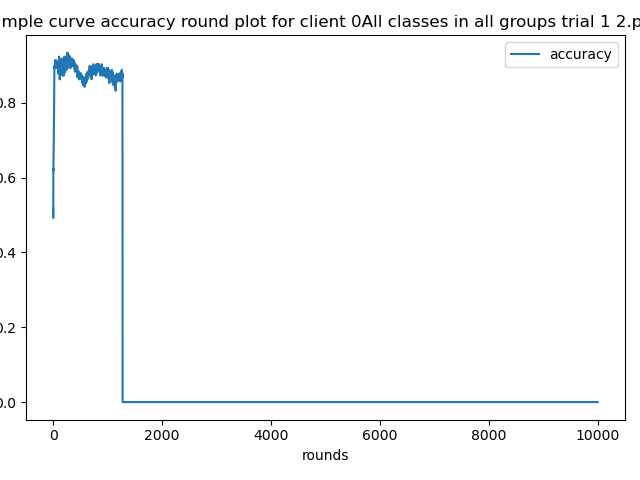 mple curve accuracy round plot for client 0All classes in all groups trial 1 2.p
accuracy
0.8
0.6
0.4
0.2
0.0
0 2000 4000 6000 8000 10000
rounds